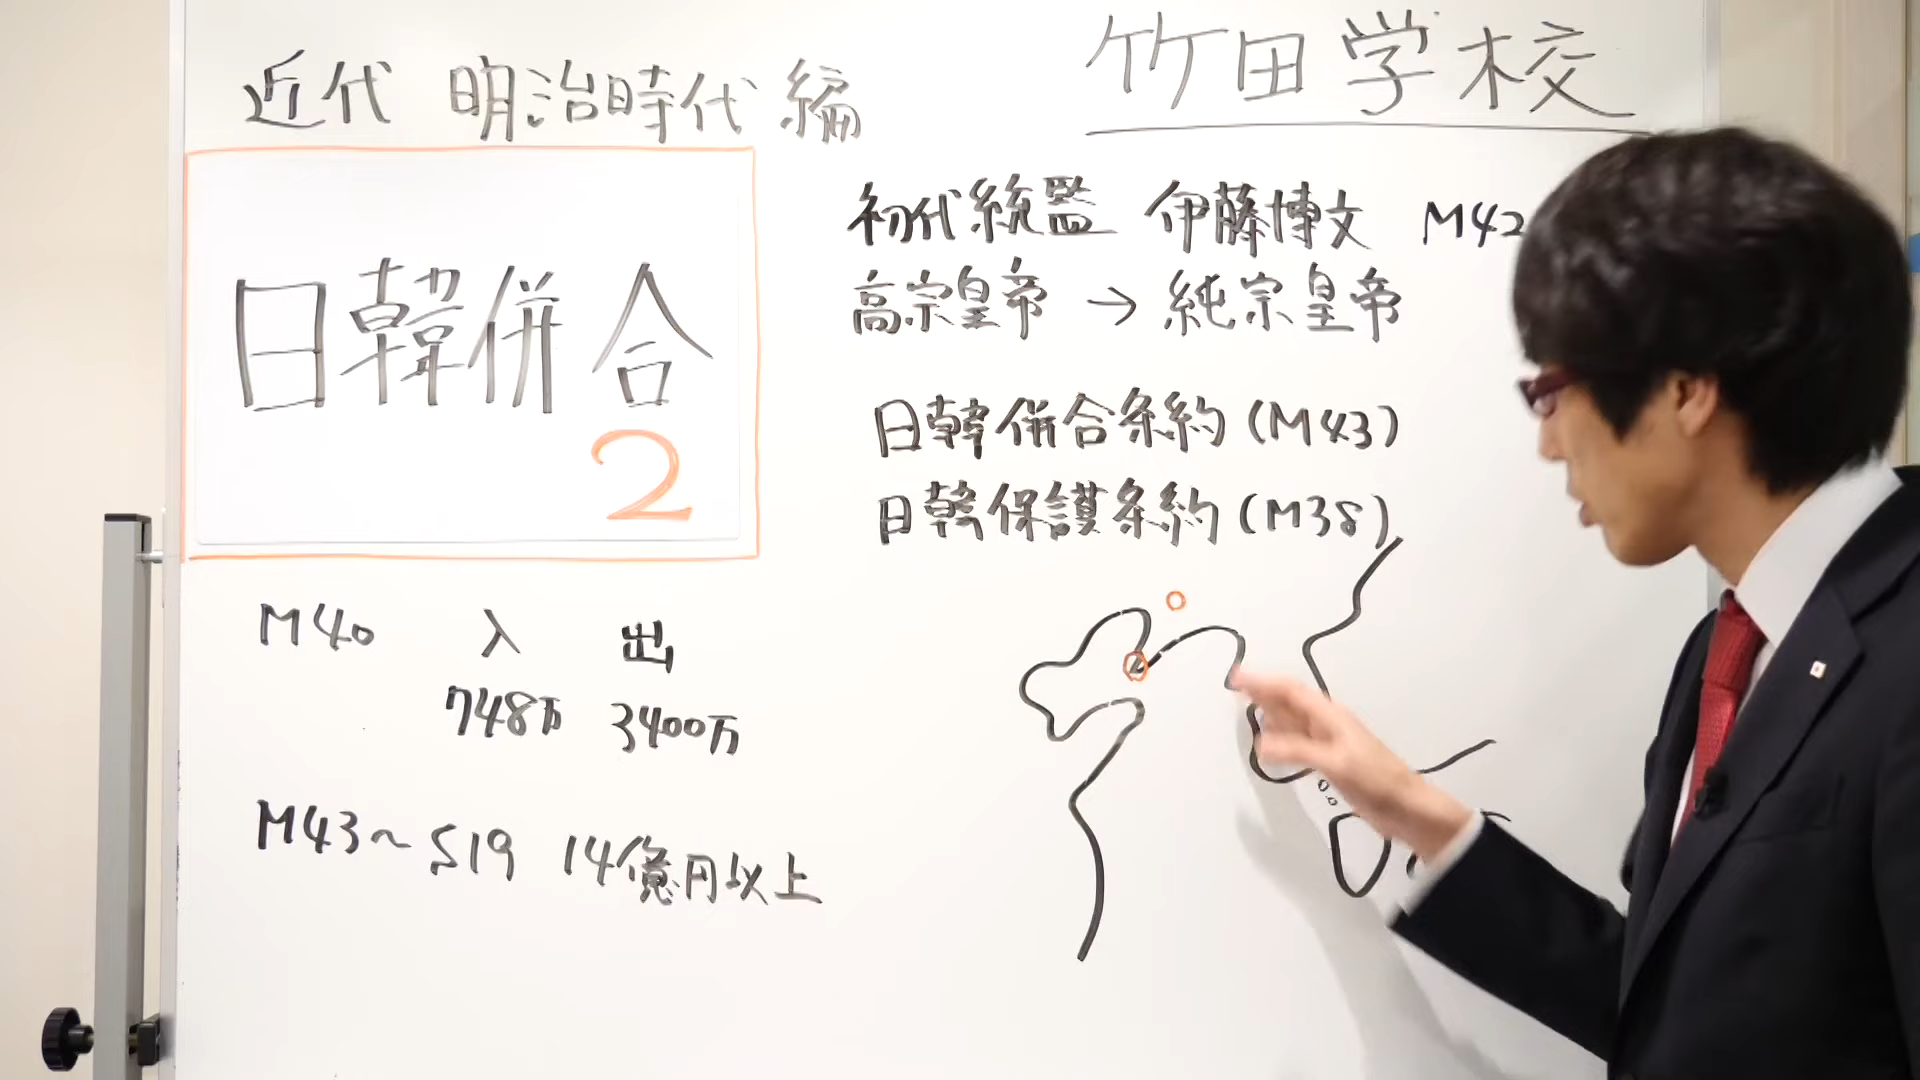 近代 明治時代編
竹田学校
日韓併合
2
初代統監 伊藤博文 M42
高宗皇帝 → 純宗皇帝
日韓併合条約(M43)
日韓保護条約(M38)
M40 入 出
748万 3400万
M43~S19 14億円以上